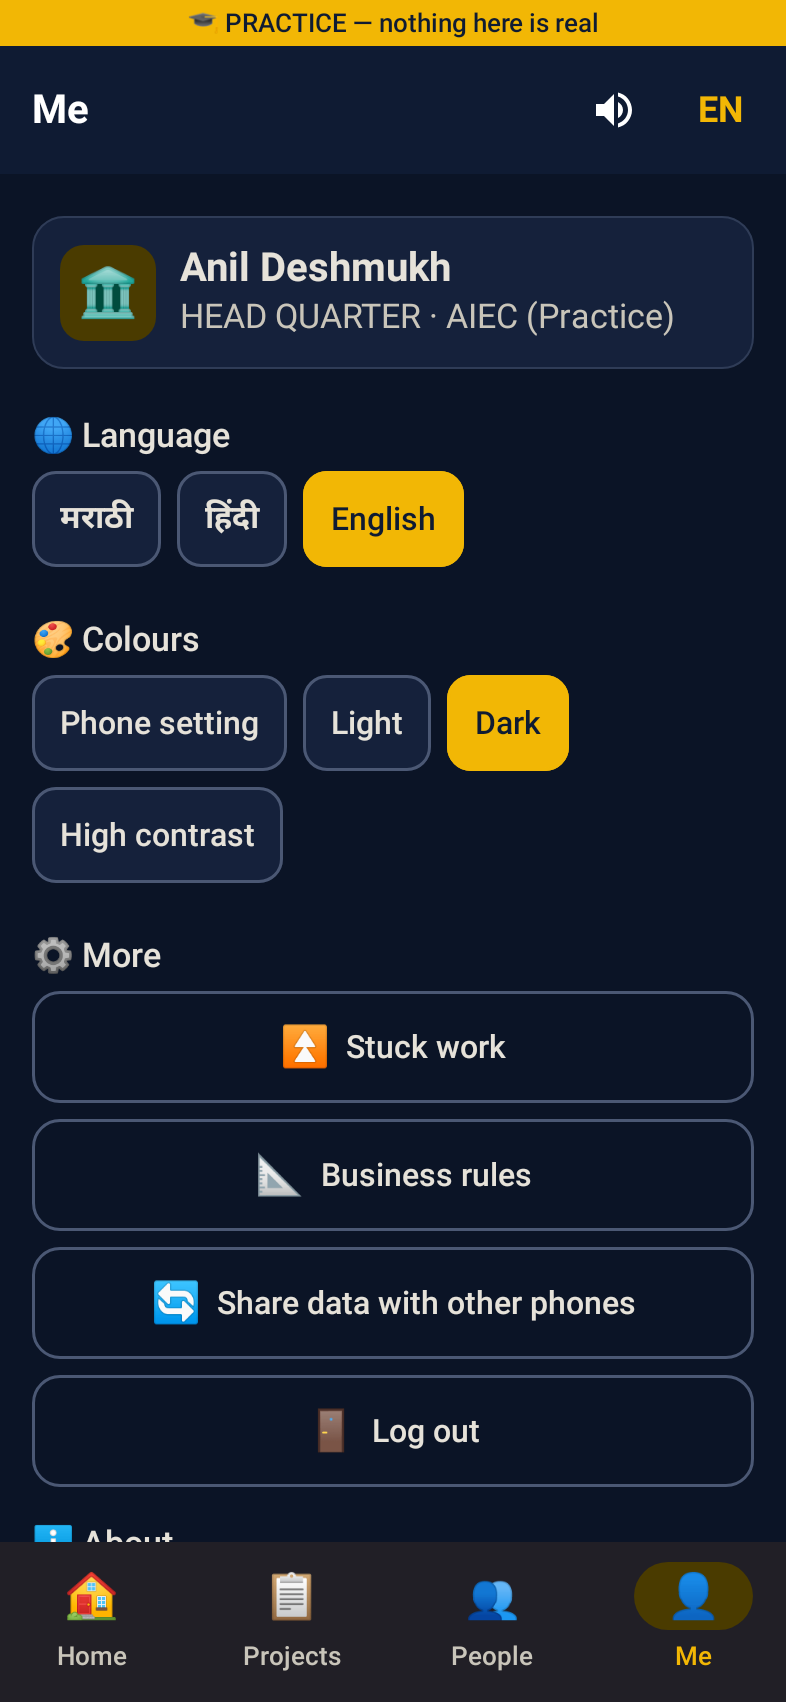 PRACTICE — nothing here is real
Me
EN
Anil Deshmukh
HEAD QUARTER · AIEC (Practice)
Language
मराठी
हिंदी
English
Colours
Phone setting
Light
Dark
High contrast
More
Stuck work
Business rules
Share data with other phones
Log out
About
Home
Projects
People
Me